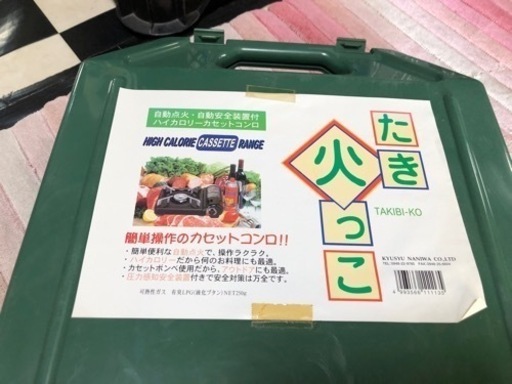 自動点火・自動安全装置付
ハイカロリーカセットコンロ
HIGH CALORIE CASSETTE RANGE
簡単操作のカセットコンロ!!
・簡単便利な自動点火で、操作ラクラク。
・ハイカロリーだから何のお料理にも最適。
・カセットボンベ使用だから、アウトドアにも最適。
・圧力感知安全装置付きで安全対策は万全です。
可燃性ガス
たき
火っこ
TAKIBI-KO
KYUSYU NANIWA CO.,LTD